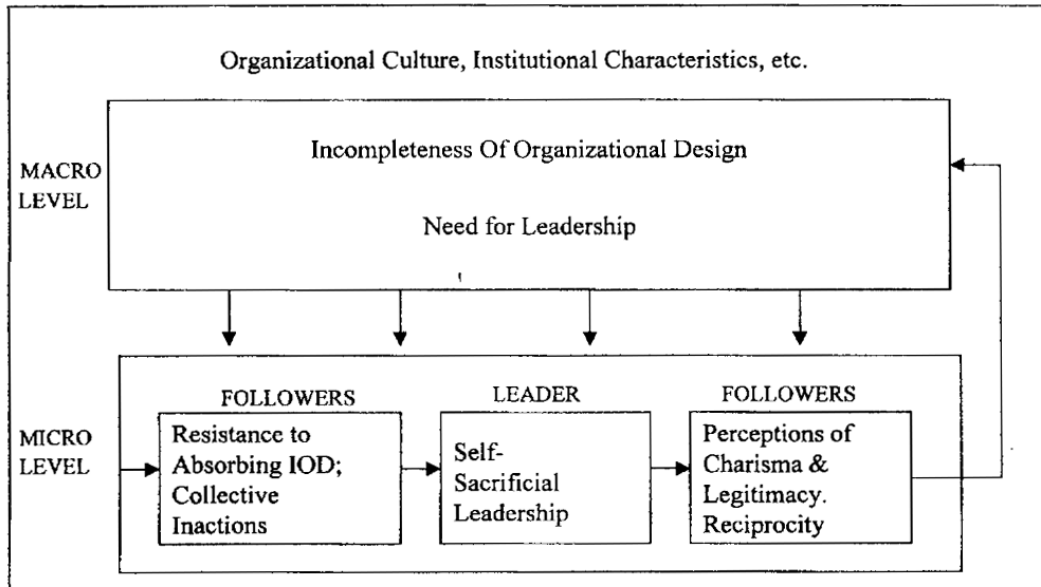 Organizational Culture, Institutional Characteristics, etc.
Incompleteness Of Organizational Design
Need for Leadership
MACRO
LEVEL
MICRO
LEVEL
FOLLOWERS
Resistance to
Absorbing IOD;
Collective
Inactions
LEADER
Self-
Sacrificial
Leadership
FOLLOWERS
Perceptions of
Charisma &
Legitimacy.
Reciprocity